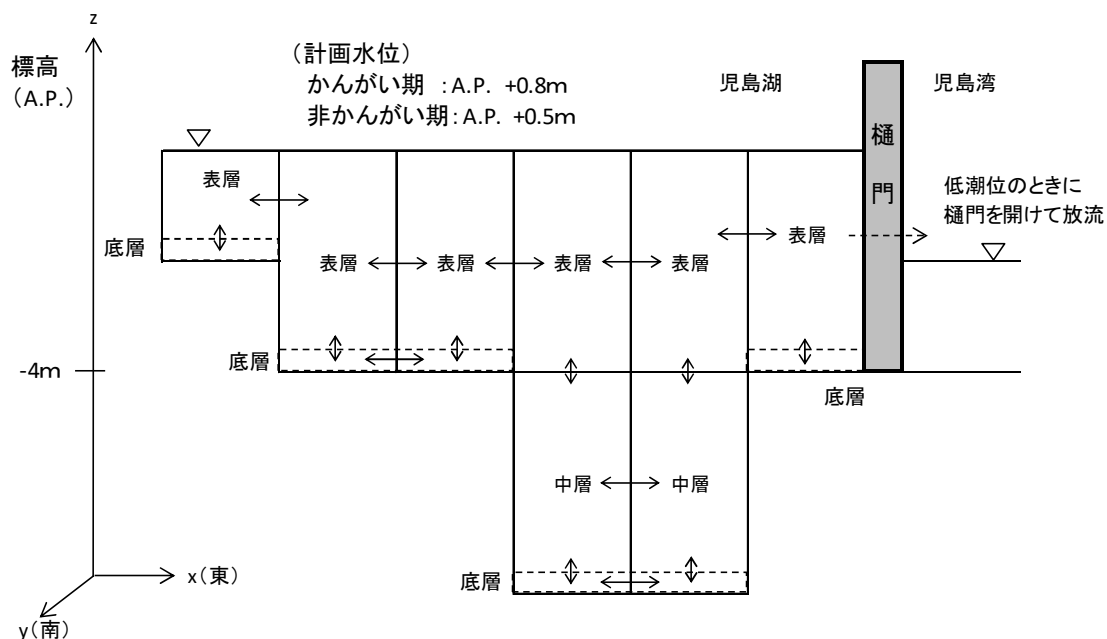 z
標高
(A.P.)
(計画水位)
かんがい期 :A.P. +0.8m
非かんがい期:A.P. +0.5m
児島湖
児島湾
樋門
表層
低潮位のときに
樋門を開けて放流
底層
表層
表層
表層
表層
表層
底層
-4m
底層
中層
中層
底層
x(東)
y(南)